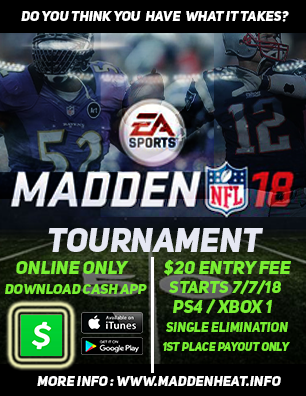 DO YOU THINK YOU HAVE WHAT IT TAKES?
52
12
EA
SPORTS
MADDEN NFL 18
TOURNAMENT
ONLINE ONLY
DOWNLOAD CASH APP
$
Available on
iTunes
GET IT ON
Google Play
$20 ENTRY FEE
STARTS 7/7/18
PS4 / XBOX 1
SINGLE ELIMINATION
1ST PLACE PAYOUT ONLY
MORE INFO : WWW.MADDENHEAT.INFO